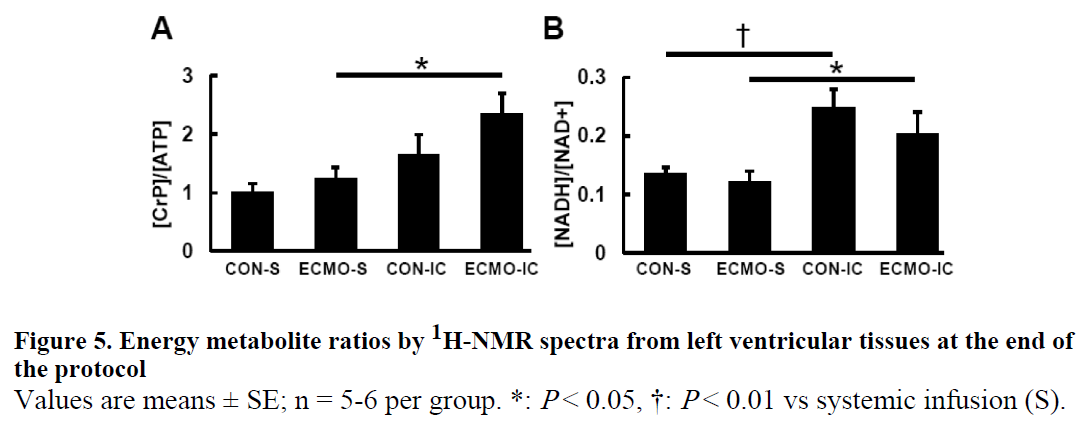 A
B
†
*
*
3
2
1
0
[CrP]/[ATP]
CON-S ECMO-S CON-IC ECMO-IC
0.3
0.2
0.1
0
[NADH]/[NAD+]
CON-S ECMO-S CON-IC ECMO-IC
Figure 5. Energy metabolite ratios by ¹H-NMR spectra from left ventricular tissues at the end of
the protocol
Values are means ± SE; n = 5-6 per group. *: P < 0.05, †: P < 0.01 vs systemic infusion (S).